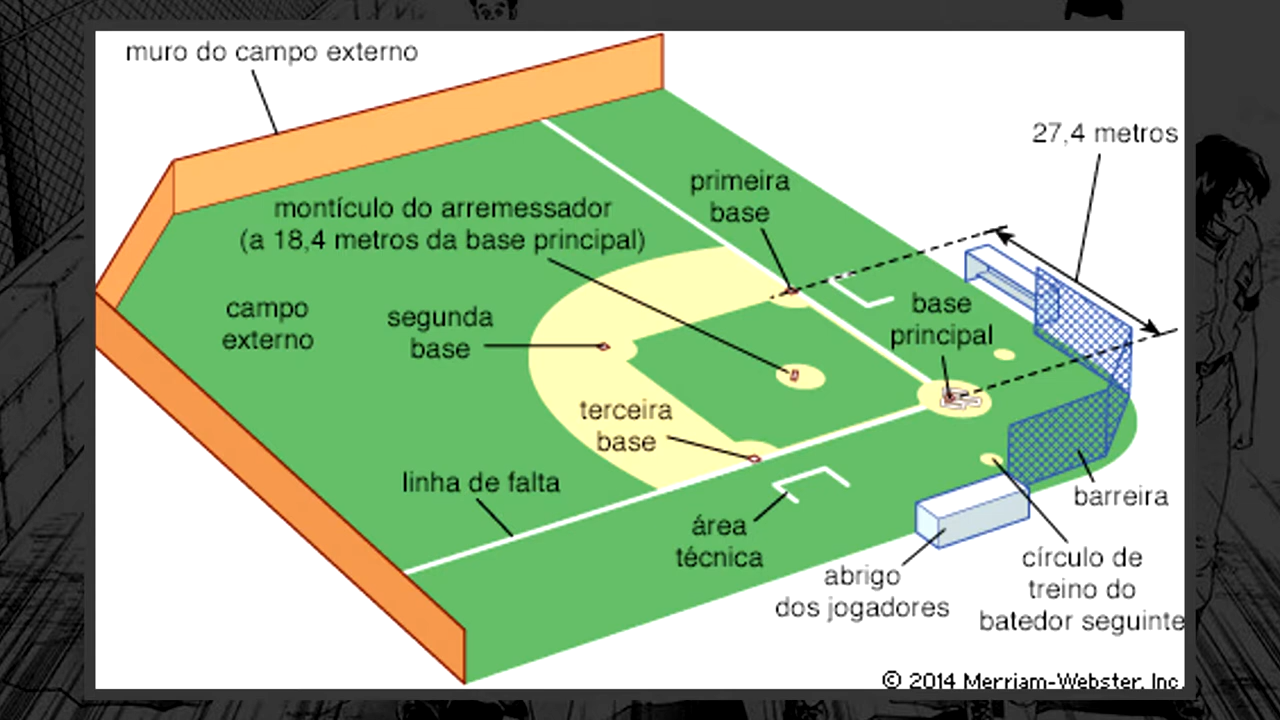 muro do campo externo
27,4 metros
primeira
base
montículo do arremessador
(a 18,4 metros da base principal)
campo
externo
segunda
base
base
principal
terceira
base
linha de falta
área
técnica
barreira
abrigo
dos jogadores
círculo de
treino do
batedor seguinte
© 2014 Merriam-Webster, Inc